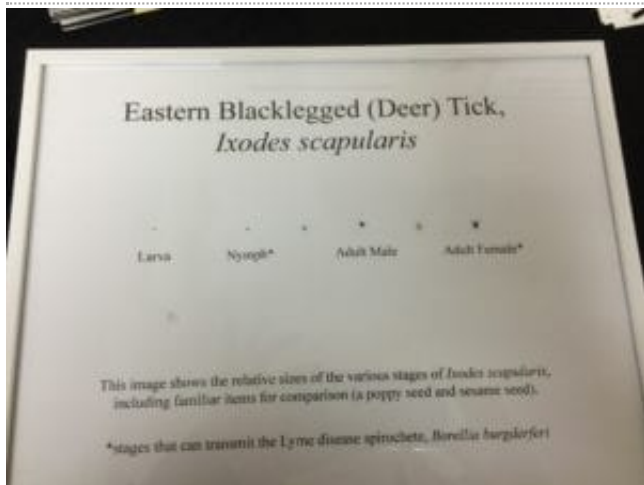 Eastern Blacklegged (Deer) Tick,
Ixodes scapularis
Larva Nymph* Adult Male Adult Female*
This image shows the relative sizes of the various stages of Ixodes scapularis,
including familiar items for comparison (a poppy seed and sesame seed).
*stages that can transmit the Lyme disease spirochete, Borrelia burgdorferi